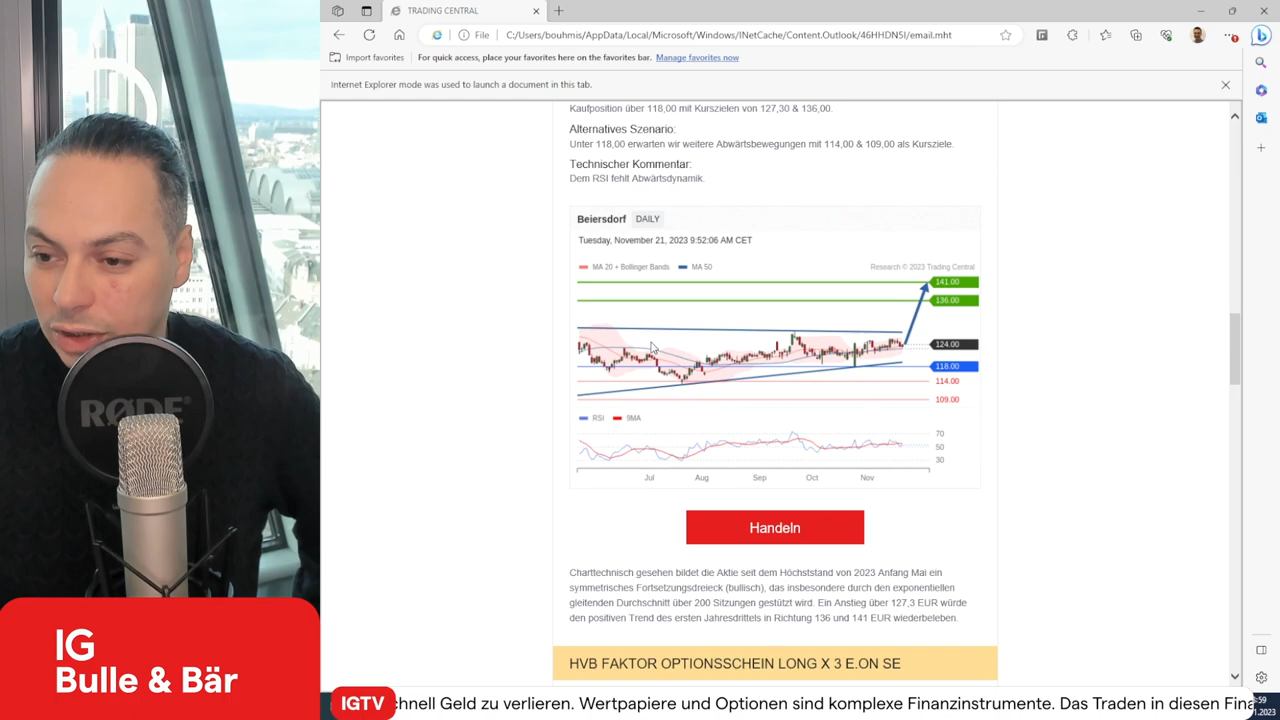 TRADING CENTRAL
File
C:/Users/bouhmis/AppData/Local/Microsoft/Windows/INetCache/Content.Outlook/46HHDN5I/email.mht
Import favorites
For quick access, place your favorites here on the favorites bar. Manage favorites now
Internet Explorer mode was used to launch a document in this tab.
Kaufposition über 118,00 mit Kurszielen von 127,30 & 136,00.
Alternatives Szenario:
Unter 118,00 erwarten wir weitere Abwärtsbewegungen mit 114,00 & 109,00 als Kursziele.
Technischer Kommentar:
Dem RSI fehlt Abwärtsdynamik.
Beiersdorf DAILY
Tuesday, November 21, 2023 9:52:06 AM CET
MA 20 + Bollinger Bands MA 50
Research © 2023 Trading Central
141.00
136.00
124.00
118.00
114.00
109.00
RSI 9MA
70
50
30
Jul Aug Sep Oct Nov
Handeln
Charttechnisch gesehen bildet die Aktie seit dem Höchststand von 2023 Anfang Mai ein
symmetrisches Fortsetzungsdreieck (bullisch), das insbesondere durch den exponentiellen
gleitenden Durchschnitt über 200 Sitzungen gestützt wird. Ein Anstieg über 127,3 EUR würde
den positiven Trend des ersten Jahresdrittels in Richtung 136 und 141 EUR wiederbeleben.
HVB FAKTOR OPTIONSSCHEIN LONG X 3 E.ON SE
RØDE
IG
Bulle & Bär
IGTV
chnell Geld zu verlieren. Wertpapiere und Optionen sind komplexe Finanzinstrumente. Das Traden in diesen Fina
:59
.2023